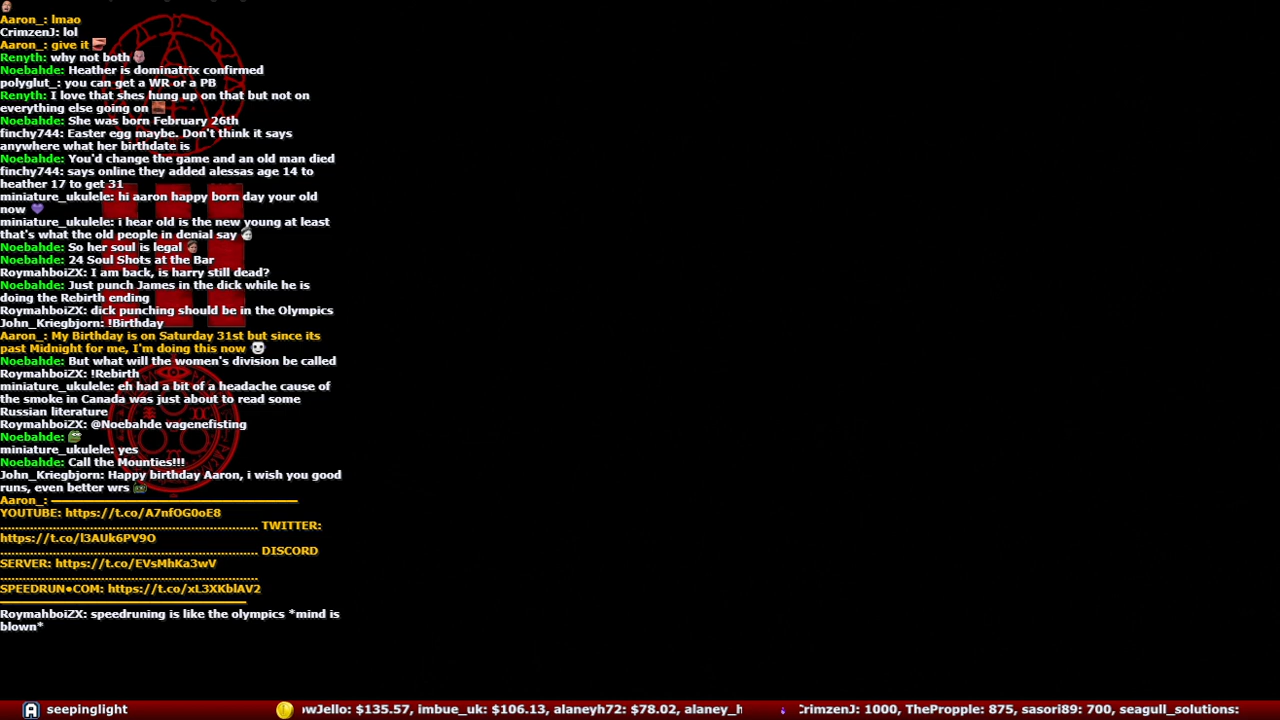 Aaron_: lmao
CrimzenJ: lol
Aaron_: give it
Renyth: why not both
Noebahde: Heather is dominatrix confirmed
polyglut_: you can get a WR or a PB
Renyth: I love that shes hung up on that but not on
everything else going on
Noebahde: She was born February 26th
finchy744: Easter egg maybe. Don't think it says
anywhere what her birthdate is
Noebahde: You'd change the game and an old man died
finchy744: says online they added alessas age 14 to
heather 17 to get 31
miniature_ukulele: hi aaron happy born day your old
now
miniature_ukulele: i hear old is the new young at least
that's what the old people in denial say
Noebahde: So her soul is legal
Noebahde: 24 Soul Shots at the Bar
RoymahboiZX: I am back, is harry still dead?
Noebahde: Just punch James in the dick while he is
doing the Rebirth ending
RoymahboiZX: dick punching should be in the Olympics
John_Kriegbjorn: !Birthday
Aaron_: My Birthday is on Saturday 31st but since its
past Midnight for me, I'm doing this now
Noebahde: But what will the women's division be called
RoymahboiZX: !Rebirth
miniature_ukulele: eh had a bit of a headache cause of
the smoke in Canada was just about to read some
Russian literature
RoymahboiZX: @Noebahde vagenefisting
Noebahde:
miniature_ukulele: yes
Noebahde: Call the Mounties!!!
John_Kriegbjorn: Happy birthday Aaron, i wish you good
runs, even better wrs
Aaron_: ━━━━━━━━━━━━━━━━━━━━
YOUTUBE: https://t.co/A7nfOG0oE8
...................................................................... TWITTER:
https://t.co/l3AUk6PV9O
...................................................................... DISCORD
SERVER: https://t.co/EVsMhKa3wV
......................................................................
SPEEDRUN●COM: https://t.co/xL3XKblAV2
━━━━━━━━━━━━━━━━━━━━
RoymahboiZX: speedruning is like the olympics *mind is
blown*
seepinglight owJello: $135.57, imbue_uk: $106.13, alaneyh72: $78.02, alaney_h CrimzenJ: 1000, ThePropple: 875, sasori89: 700, seagull_solutions: